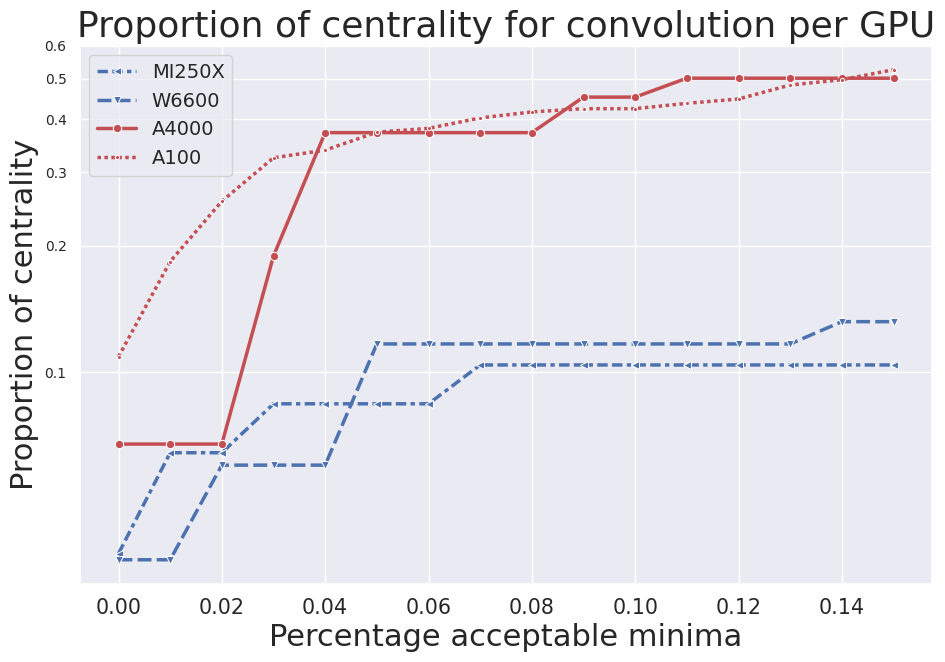 Proportion of centrality for convolution per GPU
Proportion of centrality
0.6
0.5
0.4
0.3
0.2
0.1
MI250X
W6600
A4000
A100
0.00 0.02 0.04 0.06 0.08 0.10 0.12 0.14
Percentage acceptable minima